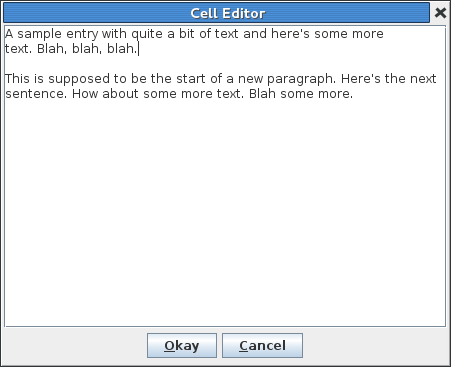 Cell Editor
A sample entry with quite a bit of text and here's some more
text. Blah, blah, blah.
This is supposed to be the start of a new paragraph. Here's the next
sentence. How about some more text. Blah some more.
Okay
Cancel